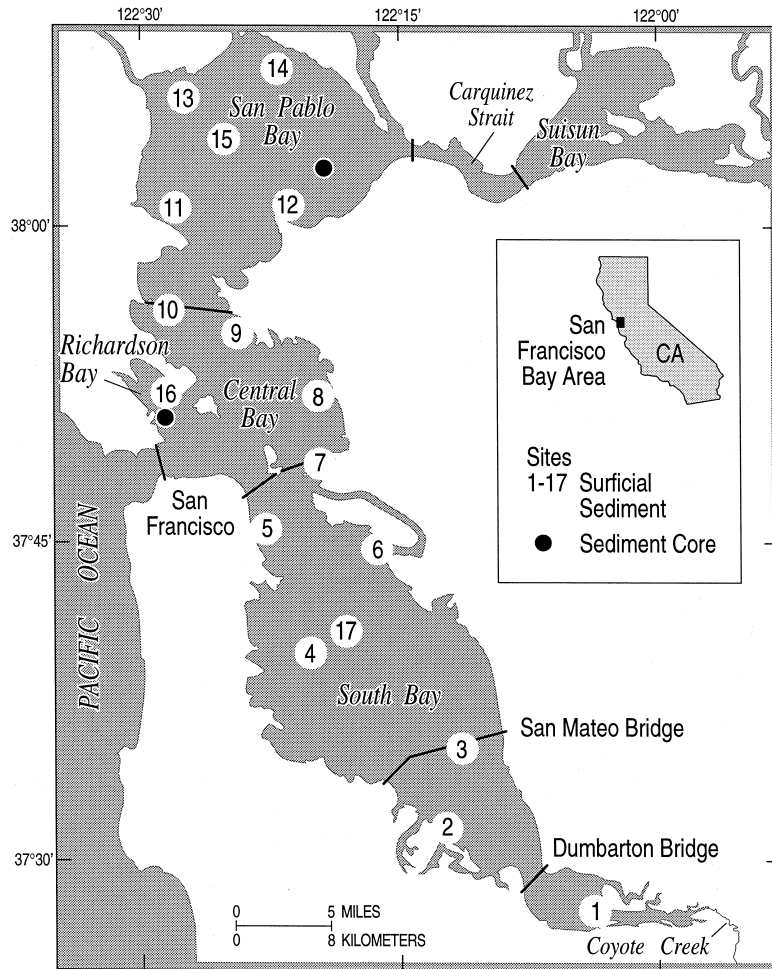 122°30' 122°15' 122°00'
14
13
San Pablo
Bay
15
Carquinez
Strait
Suisun
Bay
11
12
38°00'
10
9
Richardson
Bay
16
Central
Bay
8
7
San
Francisco
5
6
37°45'
PACIFIC OCEAN
17
4
South Bay
San Mateo Bridge
3
2
37°30'
Dumbarton Bridge
1
Coyote Creek
0 5 MILES
0 8 KILOMETERS
San
Francisco
Bay Area
CA
Sites
1-17 Surficial
Sediment
Sediment Core